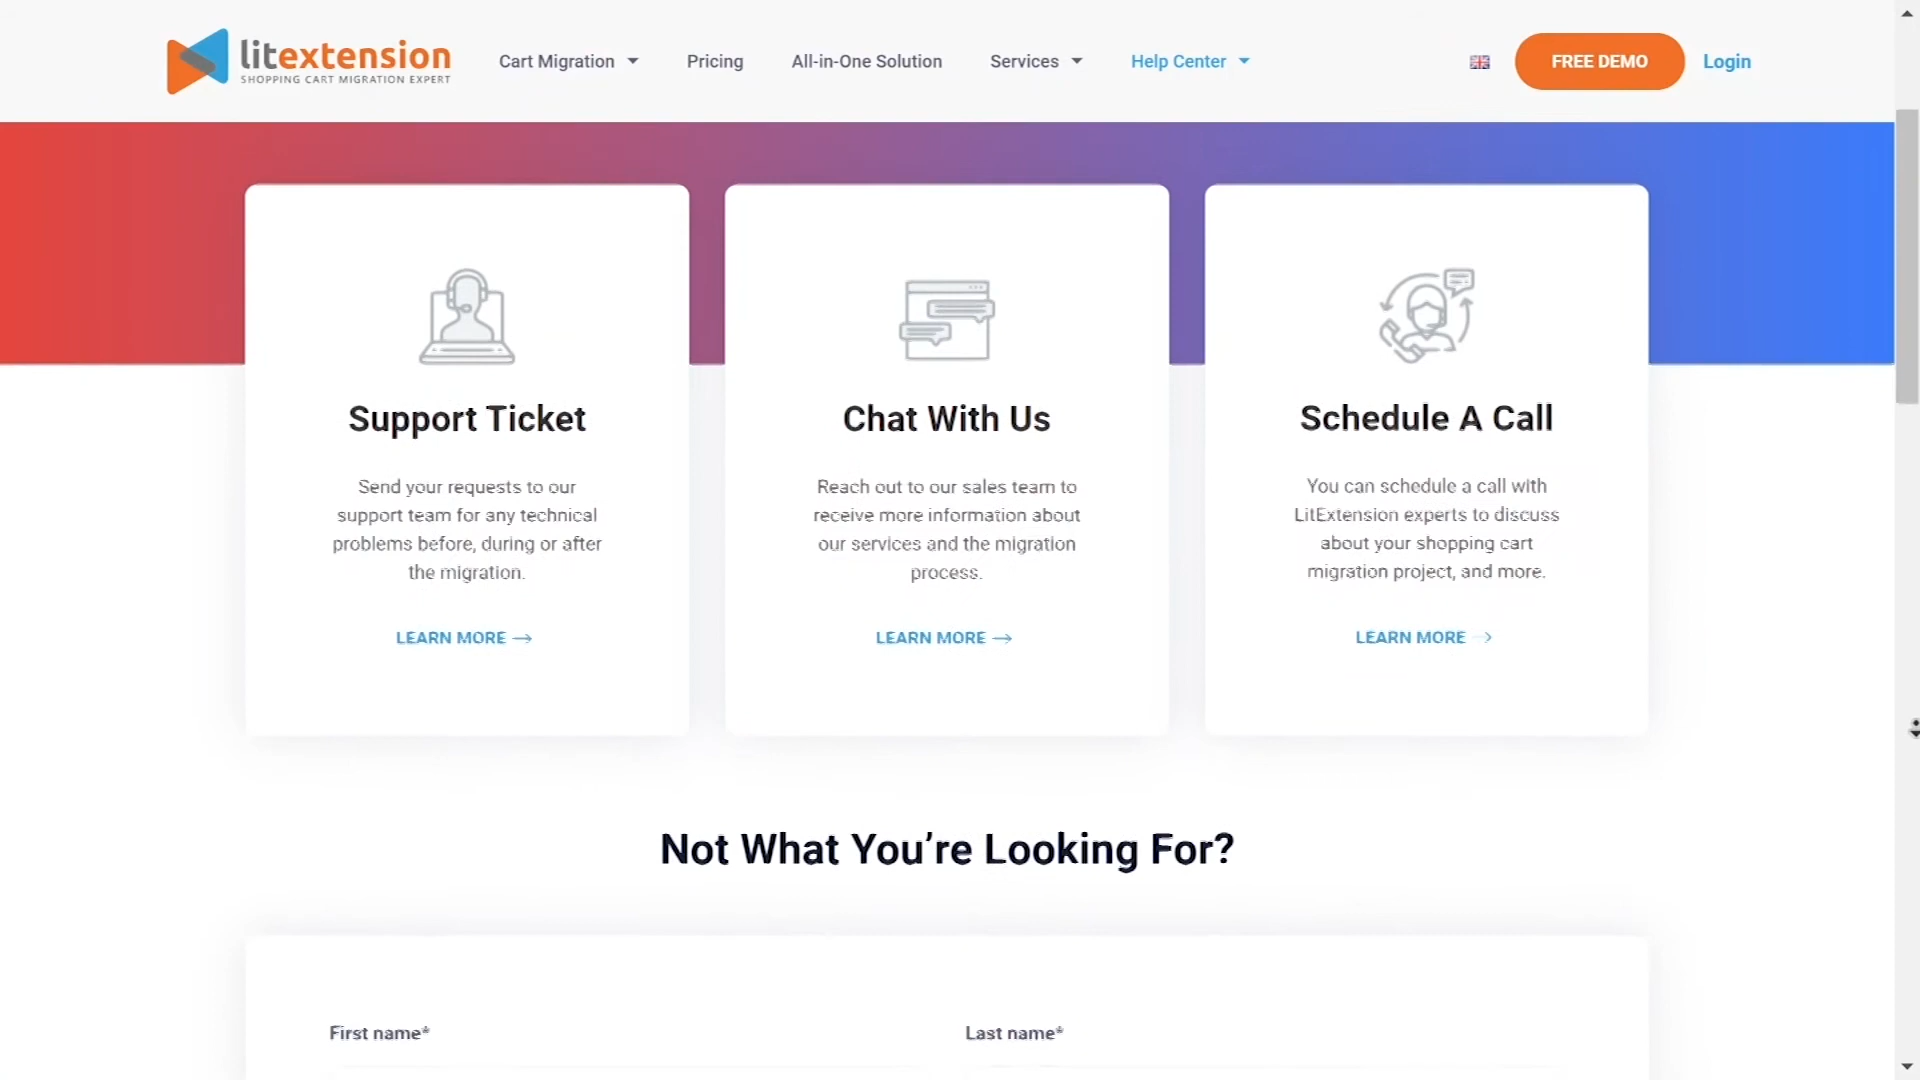 litextension
SHOPPING CART MIGRATION EXPERT
Cart Migration
Pricing
All-in-One Solution
Services
Help Center
FREE DEMO
Login
Support Ticket
Send your requests to our
support team for any technical
problems before, during or after
the migration.
LEARN MORE
Chat With Us
Reach out to our sales team to
receive more information about
our services and the migration
process.
LEARN MORE
Schedule A Call
You can schedule a call with
LitExtension experts to discuss
about your shopping cart
migration project, and more.
LEARN MORE
Not What You’re Looking For?
First name*
Last name*